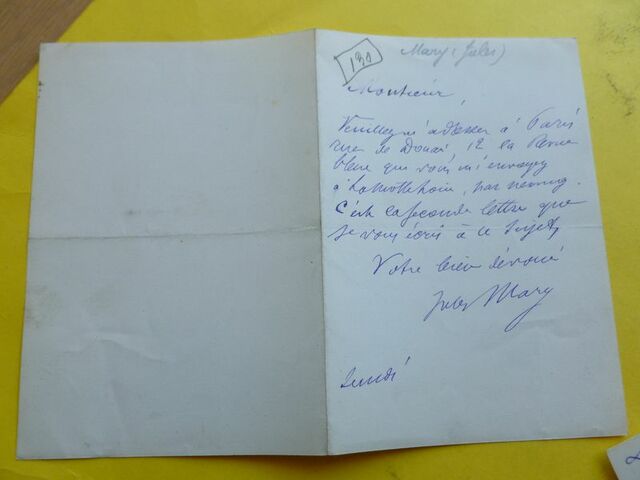 130
Mary (Jules)
Monsieur,
Veuillez m'adresser à Paris
rue de Douai 12 la Revue
bleue que vous m'envoyez
à Lamotte, par
C'est la seconde lettre que
je vous écris à ce sujet,
Votre bien dévoué
Jules Mary
Lundi